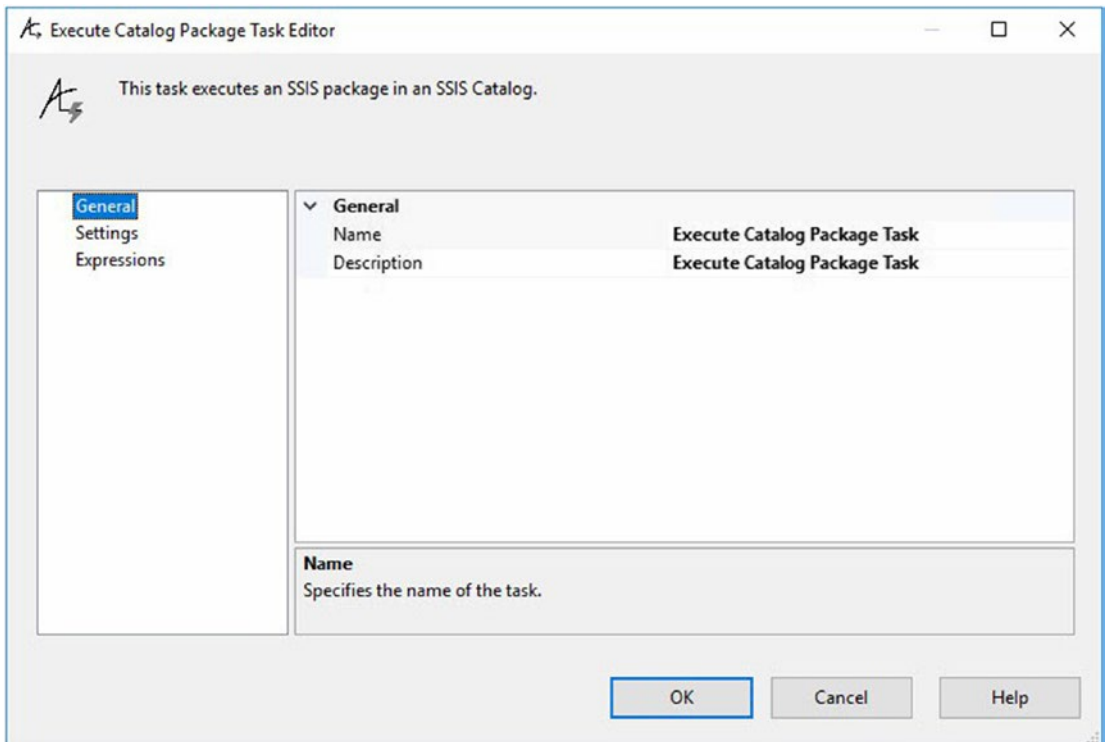 Execute Catalog Package Task Editor
This task executes an SSIS package in an SSIS Catalog.
General
Settings
Expressions
General
Name Execute Catalog Package Task
Description Execute Catalog Package Task
Name
Specifies the name of the task.
OK Cancel Help